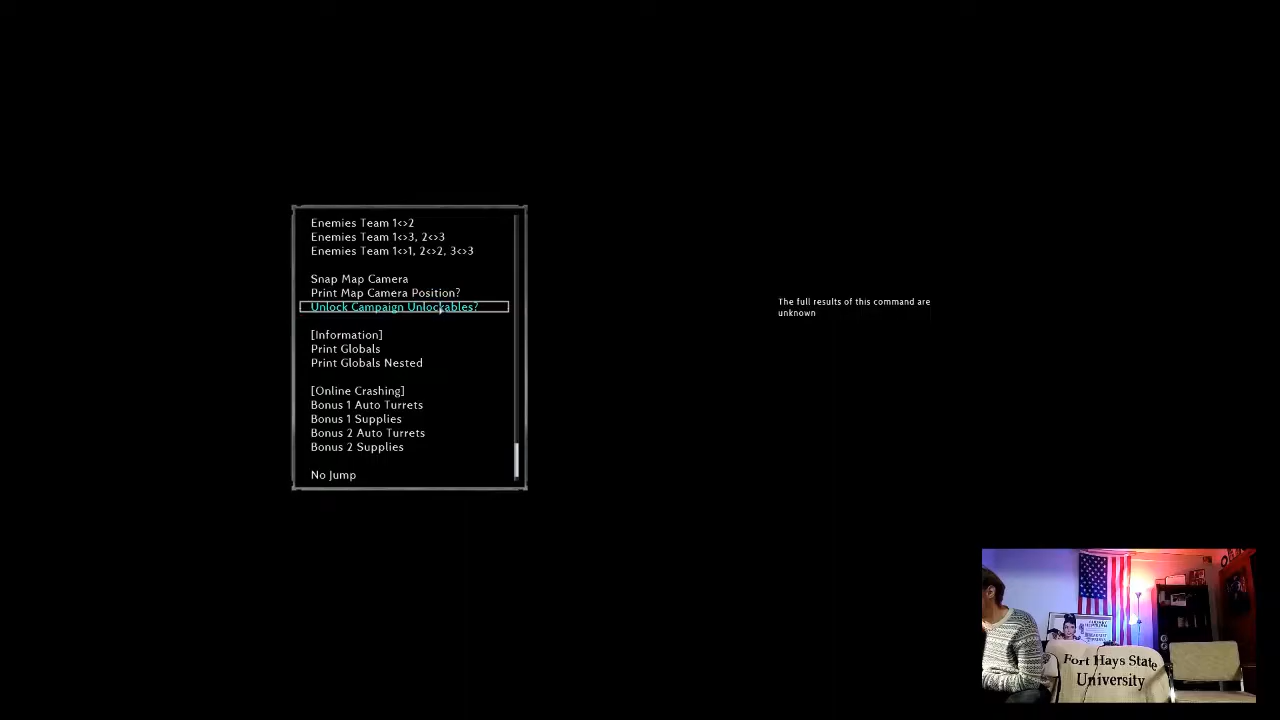 Enemies Team 1<>2
Enemies Team 1<>3, 2<>3
Enemies Team 1<>1, 2<>2, 3<>3
Snap Map Camera
Print Map Camera Position?
Unlock Campaign Unlockables?
[Information]
Print Globals
Print Globals Nested
[Online Crashing]
Bonus 1 Auto Turrets
Bonus 1 Supplies
Bonus 2 Auto Turrets
Bonus 2 Supplies
No Jump
The full results of this command are
unknown
Fort Hays State
University